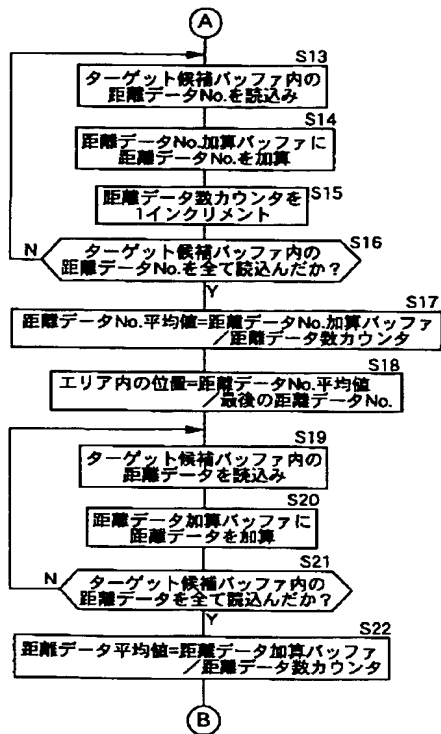 A
S13
ターゲット候補バッファ内の
距離データNo.を読込み
S14
距離データNo.加算バッファに
距離データNo.を加算
S15
距離データ数カウンタを
1インクリメント
S16
N
ターゲット候補バッファ内の
距離データNo.を全て読込んだか?
Y
S17
距離データNo.平均値=距離データNo.加算バッファ
/距離データ数カウンタ
S18
エリア内の位置=距離データNo.平均値
/最後の距離データNo.
S19
ターゲット候補バッファ内の
距離データを読込み
S20
距離データ加算バッファに
距離データを加算
S21
N
ターゲット候補バッファ内の
距離データを全て読込んだか?
Y
S22
距離データ平均値=距離データ加算バッファ
/距離データ数カウンタ
B